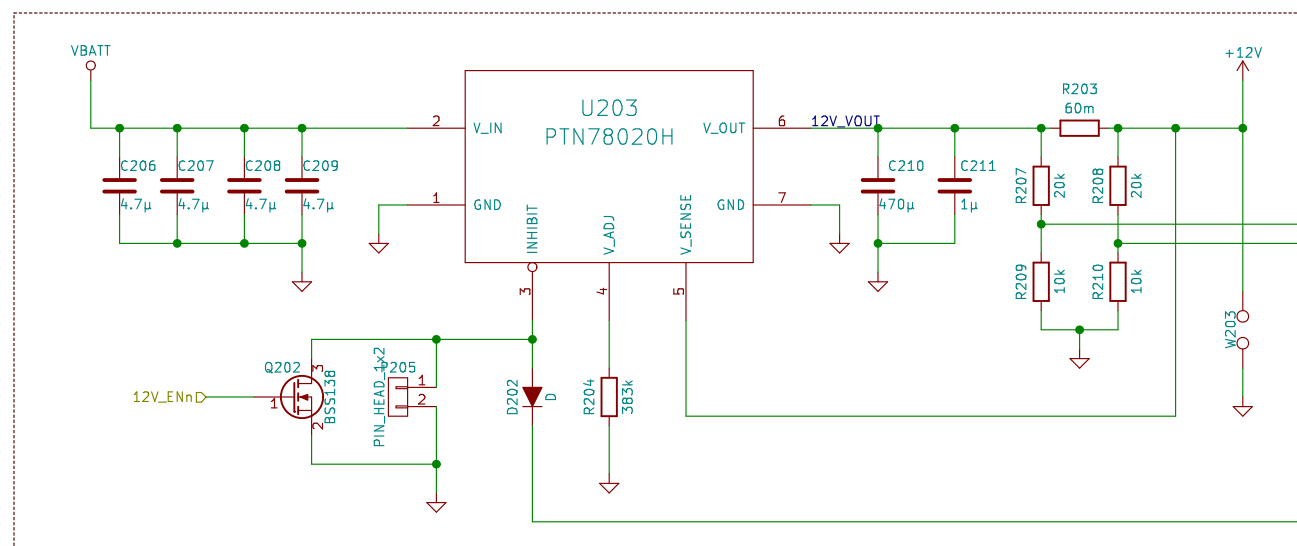 VBATT
+12V
R203
60m
U203
PTN78020H
2
V_IN
V_OUT
6
12V_VOUT
C206
C207
C208
C209
4.7µ
4.7µ
4.7µ
4.7µ
C210
470µ
C211
1µ
R207
20k
R208
20k
1
GND
GND
7
INHIBIT
V_ADJ
V_SENSE
3
4
5
R209
10k
R210
10k
W203
Q202
3
BSS138
1
2
12V_ENn
P205
PIN_HEAD_1x2
1
2
D202
D
R204
383k